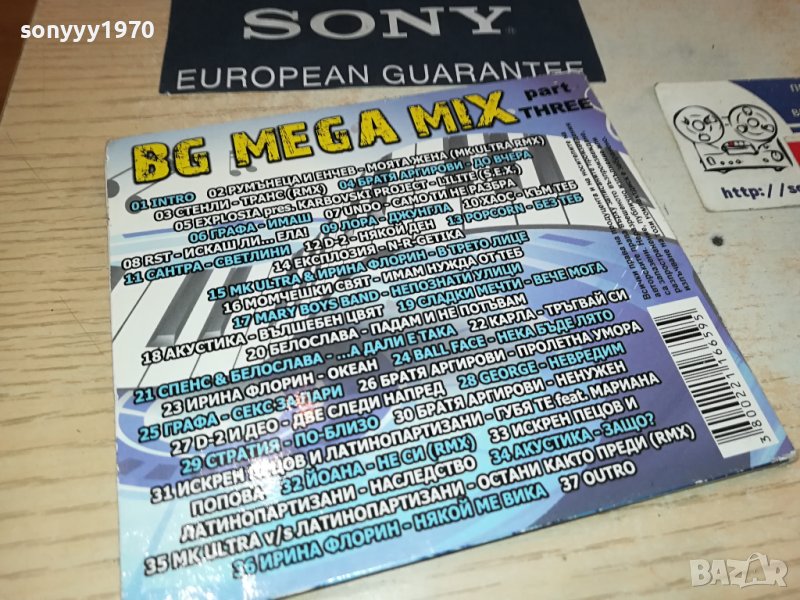 sonyyy1970
SONY
®
EUROPEAN GUARANTEE
BG MEGA MIX part
THREE
01 INTRO 02 РУМЪНЕЦА И ЕНЧЕВ - МОЯТА ЖЕНА (MK ULTRA RMX)
03 СТЕНЛИ - ТРАНС (RMX) 04 БРАТЯ АРГИРОВИ - ДО ВЧЕРА
05 EXPLOSIA pres. KARBOVSKI PROJECT - LILITE (S.E.X.)
06 ГРАФА - ИМАШ 07 UNDO - САМО ТИ НЕ РАЗБРА
08 RST - ИСКАШ ЛИ... ЕЛА! 09 ЛОРА - ДЖУНГЛА 10 ХАОС - КЪМ ТЕБ
11 САНТРА - СВЕТЛИНИ 12 D-2 - НЯКОЙ ДЕН 13 POPCORN - БЕЗ ТЕБ
14 ЕКСПЛОЗИЯ - N-R-GETIKA
15 MK ULTRA & ИРИНА ФЛОРИН - В ТРЕТО ЛИЦЕ
16 МОМЧЕШКИ СВЯТ - ИМАМ НУЖДА ОТ ТЕБ
17 MARY BOYS BAND - НЕПОЗНАТИ УЛИЦИ
18 АКУСТИКА - ВЪЛШЕБЕН ЦВЯТ 19 СЛАДКИ МЕЧТИ - ВЕЧЕ МОГА
20 БЕЛОСЛАВА - ПАДАМ И НЕ ПОТЪВАМ
21 СПЕНС & БЕЛОСЛАВА - ...А ДАЛИ Е ТАКА 22 КАРЛА - ТРЪГВАЙ СИ
23 ИРИНА ФЛОРИН - ОКЕАН 24 BALL FACE - НЕКА БЪДЕ ЛЯТО
25 ГРАФА - СЕКС ЗА ПАРИ 26 БРАТЯ АРГИРОВИ - ПРОЛЕТНА УМОРА
27 D-2 И ДЕО - ДВЕ СЛЕДИ НАПРЕД 28 GEORGE - НЕВРЕДИМ
29 СТРАТИЯ - ПО-БЛИЗО 30 БРАТЯ АРГИРОВИ - НЕНУЖЕН
31 ИСКРЕН ПЕЦОВ И ЛАТИНОПАРТИЗАНИ - ГУБЯ ТЕ feat. МАРИАНА
ПОПОВА 32 ЙОАНА - НЕ СИ (RMX) 33 ИСКРЕН ПЕЦОВ И
ЛАТИНОПАРТИЗАНИ - НАСЛЕДСТВО 34 АКУСТИКА - ЗАЩО?
35 MK ULTRA v/s ЛАТИНОПАРТИЗАНИ - ОСТАНИ КАКТО ПРЕДИ (RMX)
36 ИРИНА ФЛОРИН - НЯКОЙ МЕ ВИКА 37 OUTRO
3800221166595
http://s
BAZAR